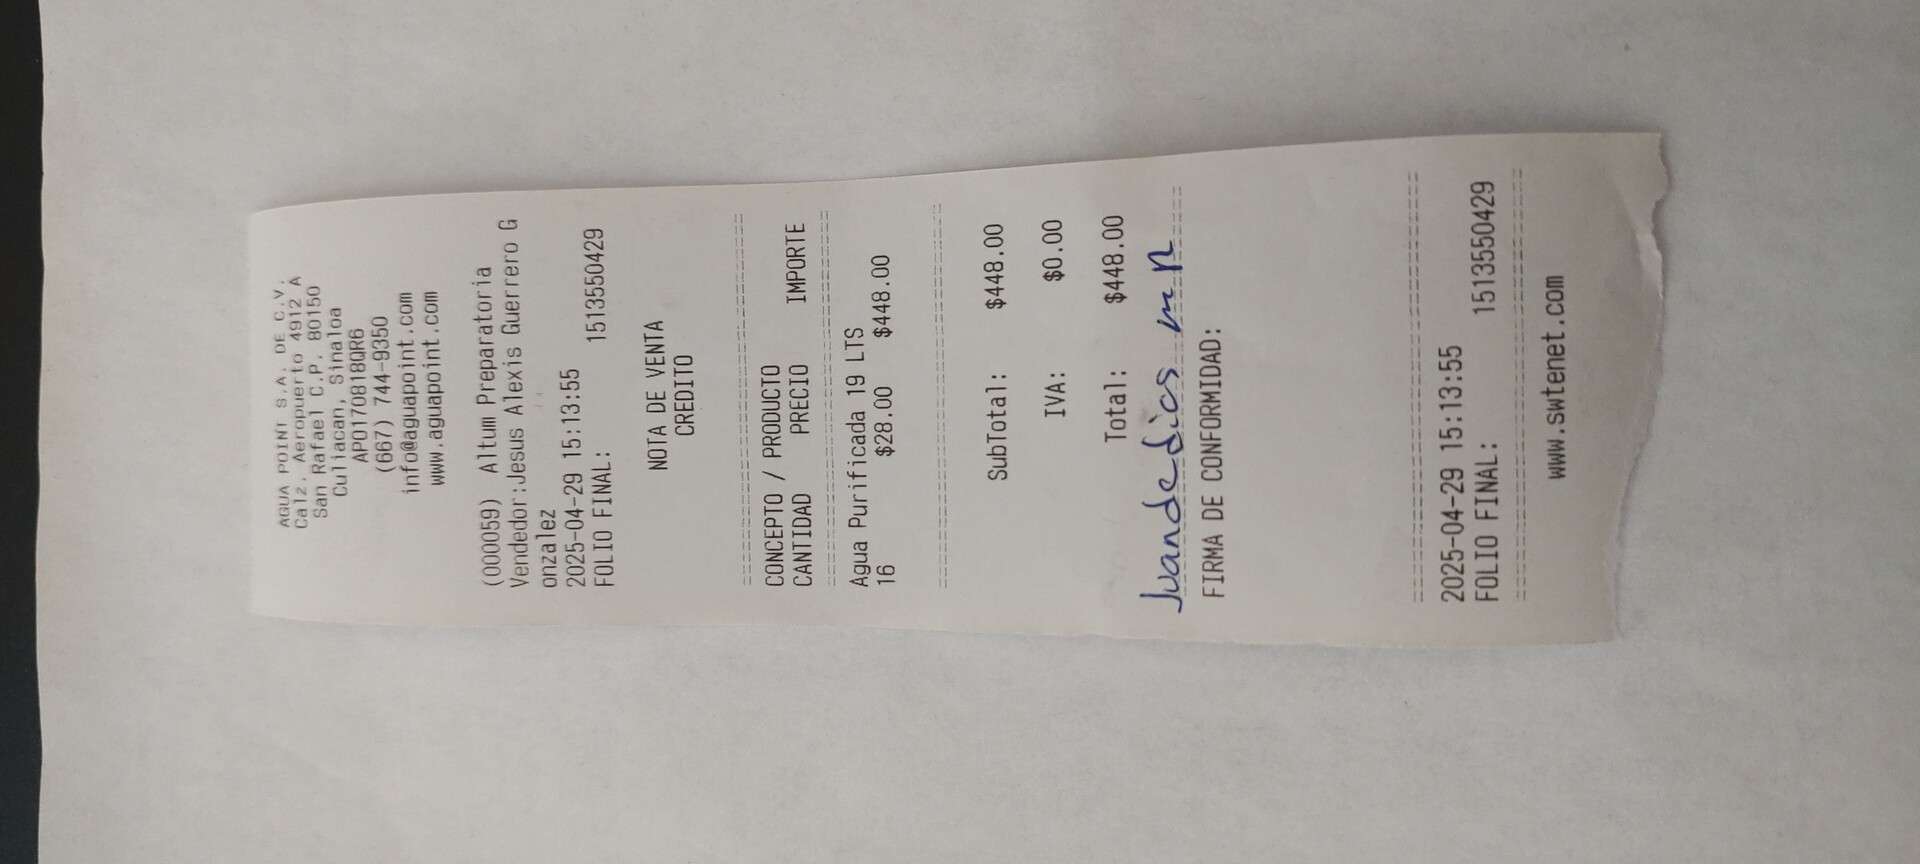 AGUA POINT S.A. DE C.V.
Calz. Aeropuerto 4912 A
San Rafael C.P. 80150
Culiacan, Sinaloa
APO170818QR6
(667) 744-9350
info@aguapoint.com
www.aguapoint.com
(000059) Altum Preparatoria
Vendedor:Jesus Alexis Guerrero G
onzalez
2025-04-29 15:13:55
FOLIO FINAL: 1513550429
NOTA DE VENTA
CREDITO
CONCEPTO / PRODUCTO
CANTIDAD PRECIO IMPORTE
Agua Purificada 19 LTS
16 $28.00 $448.00
SubTotal: $448.00
IVA: $0.00
Total: $448.00
Juandedios m n
FIRMA DE CONFORMIDAD:
2025-04-29 15:13:55
FOLIO FINAL: 1513550429
www.swtenet.com